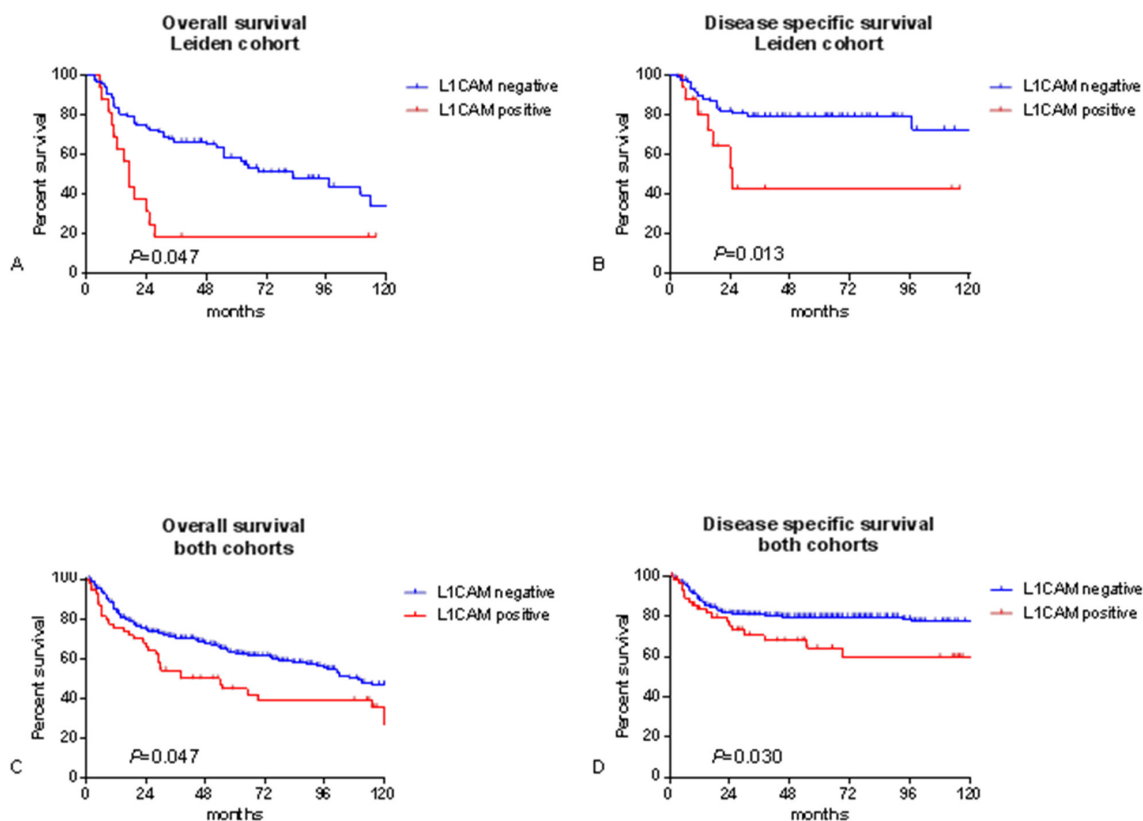 Overall survival
Leiden cohort
100
80
60
40
20
0
Percent survival
0 24 48 72 96 120
months
P=0.047
L1CAM negative
L1CAM positive
A
Disease specific survival
Leiden cohort
100
80
60
40
20
0
Percent survival
0 24 48 72 96 120
months
P=0.013
L1CAM negative
L1CAM positive
B
Overall survival
both cohorts
100
80
60
40
20
0
Percent survival
0 24 48 72 96 120
months
P=0.047
L1CAM negative
L1CAM positive
C
Disease specific survival
both cohorts
100
80
60
40
20
0
Percent survival
0 24 48 72 96 120
months
P=0.030
L1CAM negative
L1CAM positive
D